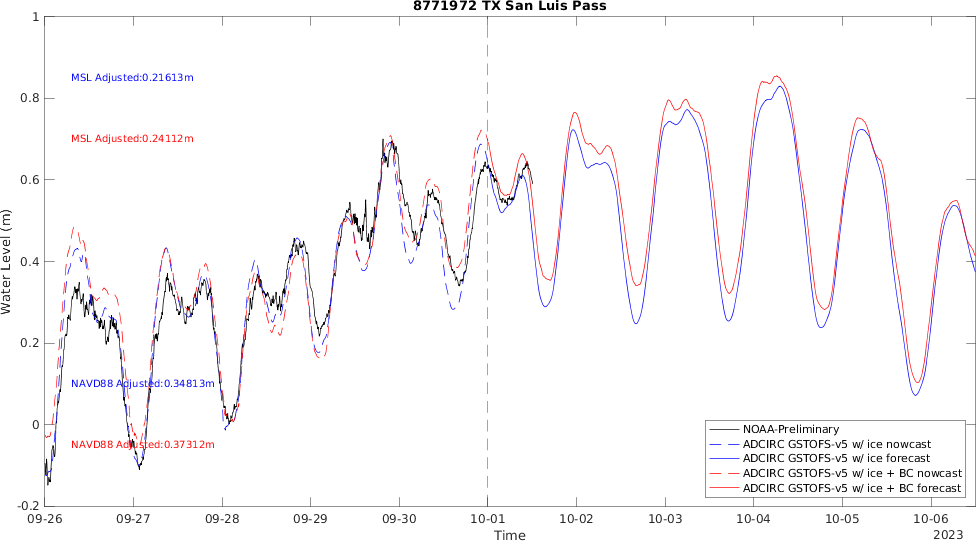 8771972 TX San Luis Pass
1
0.8
0.6
0.4
0.2
0
-0.2
Water Level (m)
MSL Adjusted:0.21613m
MSL Adjusted:0.24112m
NAVD88 Adjusted:0.34813m
NAVD88 Adjusted:0.37312m
NOAA-Preliminary
ADCIRC GSTOFS-v5 w/ ice nowcast
ADCIRC GSTOFS-v5 w/ ice forecast
ADCIRC GSTOFS-v5 w/ ice + BC nowcast
ADCIRC GSTOFS-v5 w/ ice + BC forecast
09-26 09-27 09-28 09-29 09-30 10-01 10-02 10-03 10-04 10-05 10-06
Time
2023